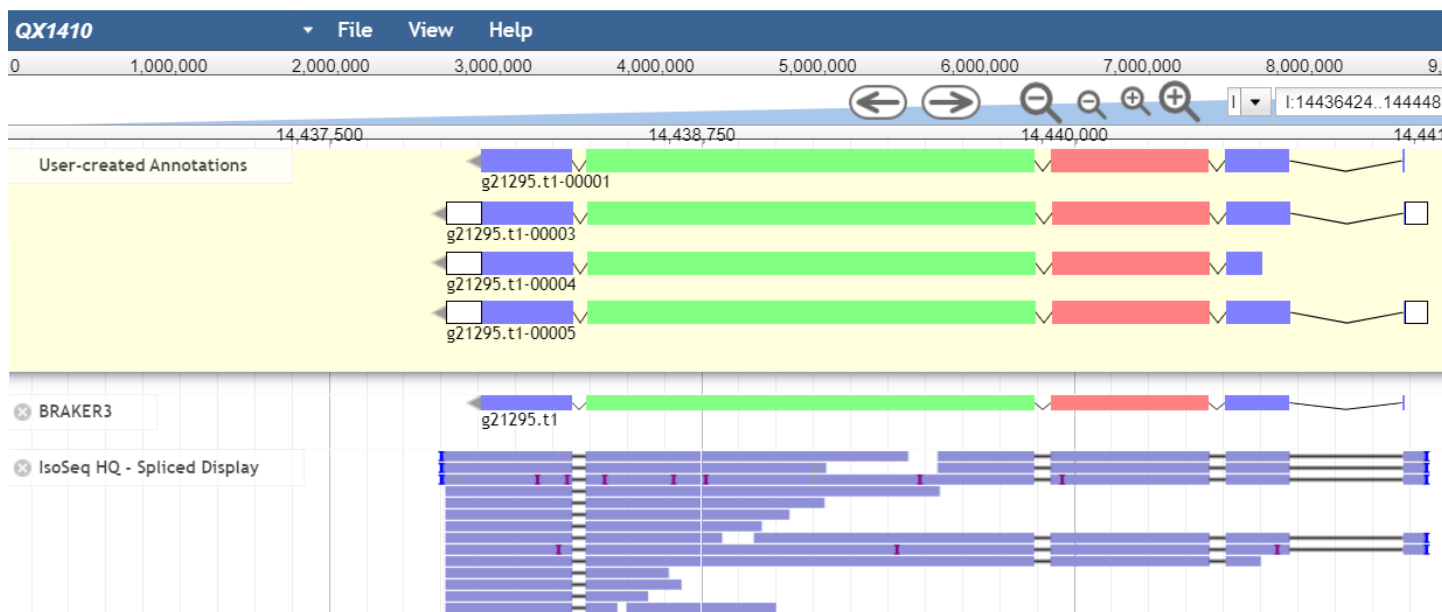 QX1410 File View Help
0 1,000,000 2,000,000 3,000,000 4,000,000 5,000,000 6,000,000 7,000,000 8,000,000 9,
I I:14436424..144448
14,437,500 14,438,750 14,440,000 14,441
User-created Annotations
g21295.t1-00001
g21295.t1-00003
g21295.t1-00004
g21295.t1-00005
BRAKER3
g21295.t1
IsoSeq HQ - Spliced Display